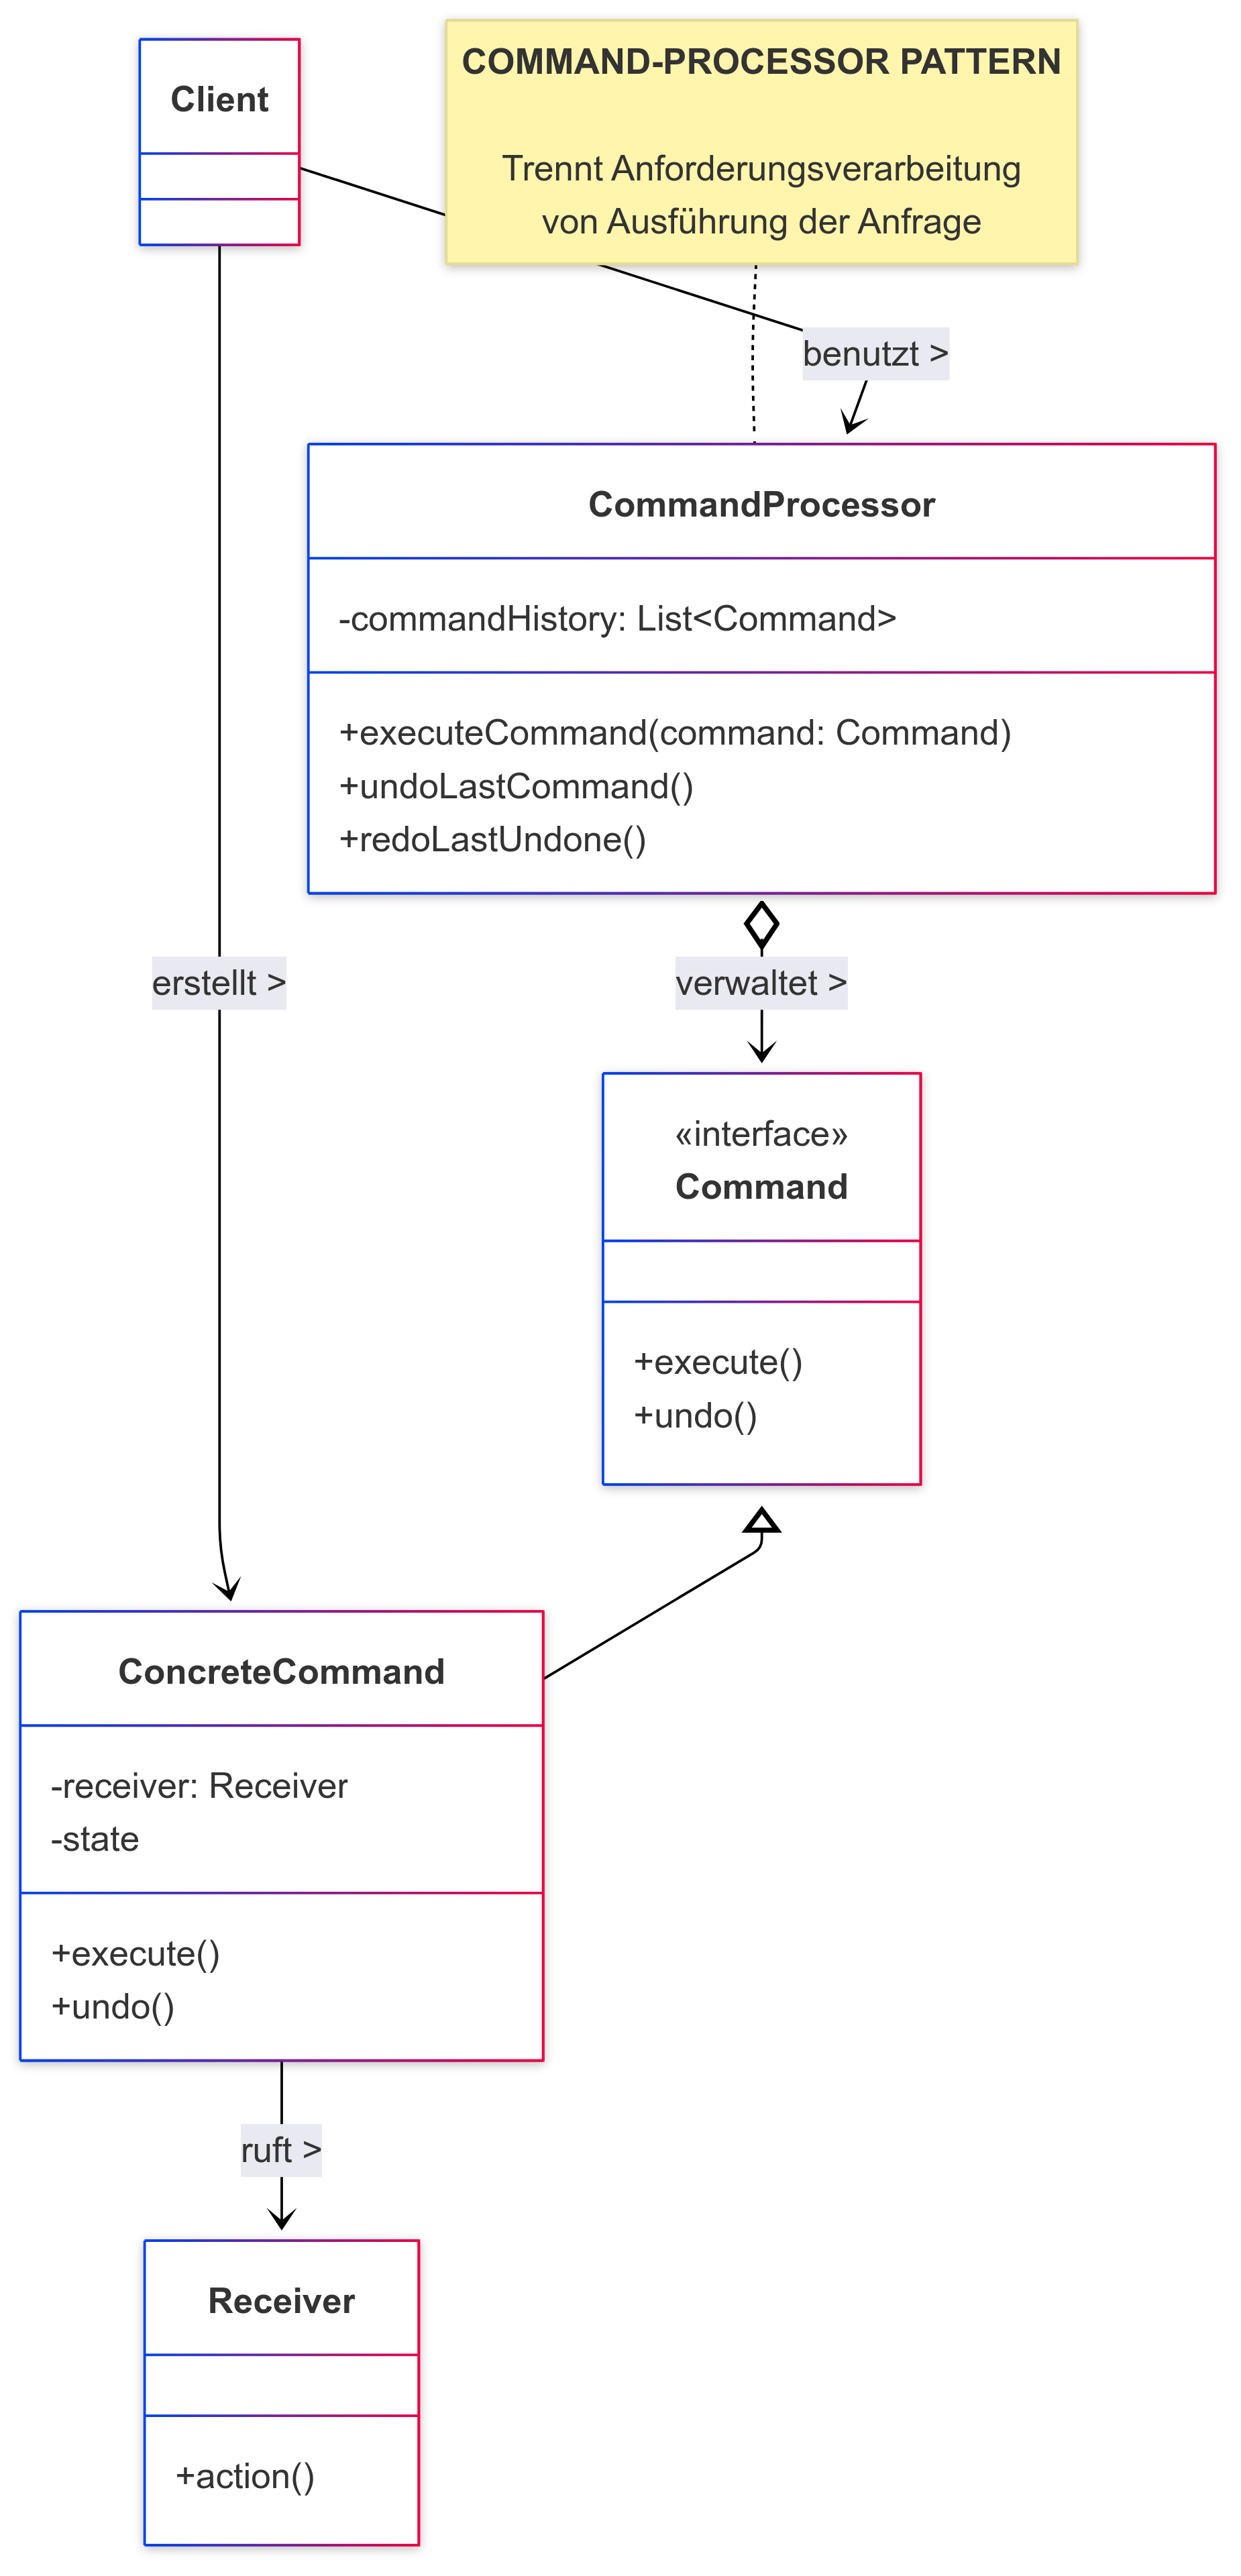 Client
COMMAND-PROCESSOR PATTERN
Trennt Anforderungsverarbeitung
von Ausführung der Anfrage
benutzt >
CommandProcessor
-commandHistory: List<Command>
+executeCommand(command: Command)
+undoLastCommand()
+redoLastUndone()
erstellt >
verwaltet >
«interface»
Command
+execute()
+undo()
ConcreteCommand
-receiver: Receiver
-state
+execute()
+undo()
ruft >
Receiver
+action()